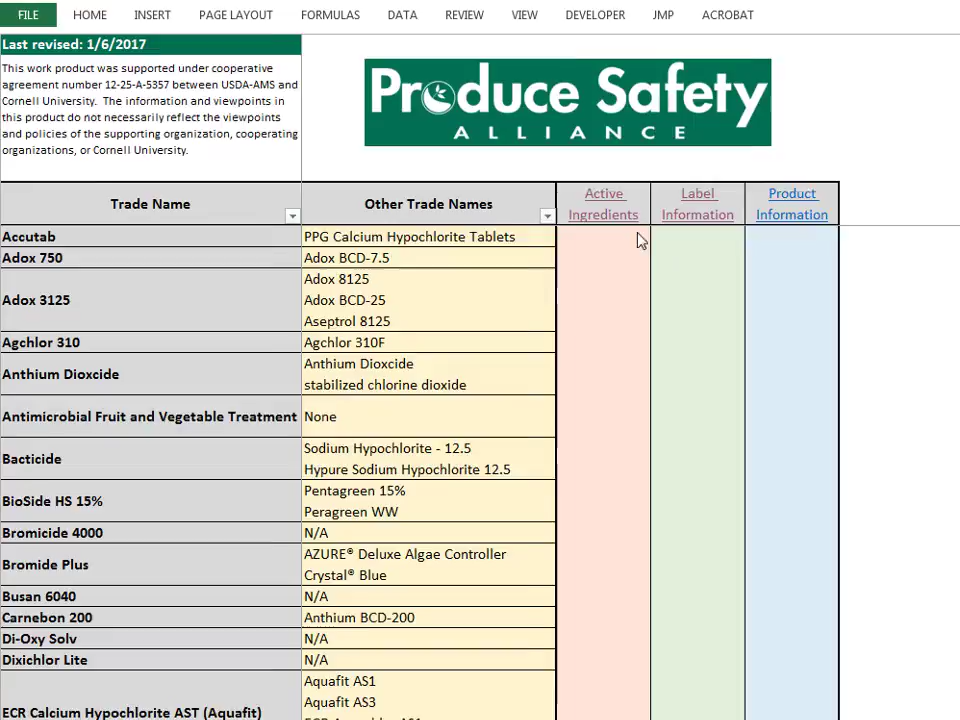 FILE HOME INSERT PAGE LAYOUT FORMULAS DATA REVIEW VIEW DEVELOPER JMP ACROBAT
Last revised: 1/6/2017
This work product was supported under cooperative
agreement number 12-25-A-5357 between USDA-AMS and
Cornell University. The information and viewpoints in
this product do not necessarily reflect the viewpoints
and policies of the supporting organization, cooperating
organizations, or Cornell University.
Produce Safety
ALLIANCE
Trade Name
Other Trade Names
Active
Ingredients
Label
Information
Product
Information
Accutab
PPG Calcium Hypochlorite Tablets
Adox 750
Adox BCD-7.5
Adox 3125
Adox 8125
Adox BCD-25
Aseptrol 8125
Agchlor 310
Agchlor 310F
Anthium Dioxcide
Anthium Dioxcide
stabilized chlorine dioxide
Antimicrobial Fruit and Vegetable Treatment
None
Bacticide
Sodium Hypochlorite - 12.5
Hypure Sodium Hypochlorite 12.5
BioSide HS 15%
Pentagreen 15%
Peragreen WW
Bromicide 4000
N/A
Bromide Plus
AZURE® Deluxe Algae Controller
Crystal® Blue
Busan 6040
N/A
Carnebon 200
Anthium BCD-200
Di-Oxy Solv
N/A
Dixichlor Lite
N/A
ECR Calcium Hypochlorite AST (Aquafit)
Aquafit AS1
Aquafit AS3